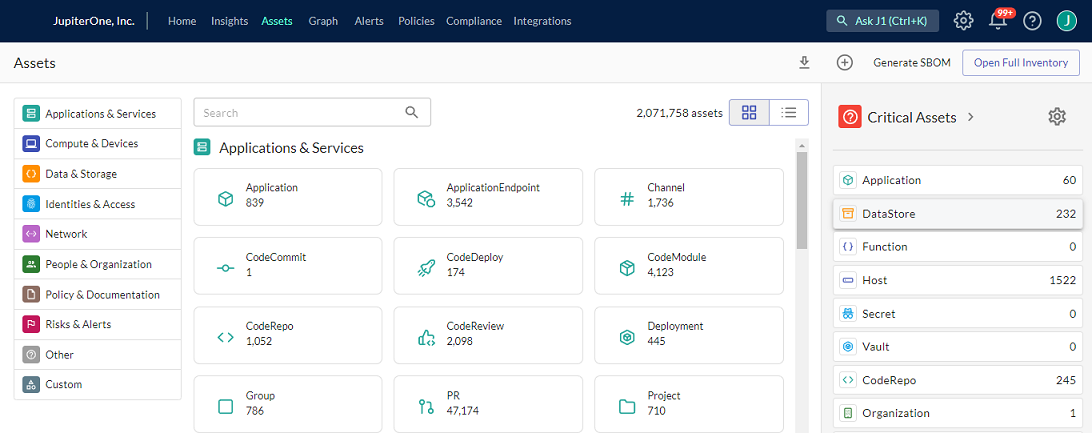 JupiterOne, Inc.
Home Insights Assets Graph Alerts Policies Compliance Integrations
Ask J1 (Ctrl+K)
99+
J
Assets
Generate SBOM
Open Full Inventory
Applications & Services
Compute & Devices
Data & Storage
Identities & Access
Network
People & Organization
Policy & Documentation
Risks & Alerts
Other
Custom
Search
2,071,758 assets
Applications & Services
Application
839
ApplicationEndpoint
3,542
Channel
1,736
CodeCommit
1
CodeDeploy
174
CodeModule
4,123
CodeRepo
1,052
CodeReview
2,098
Deployment
445
Group
786
PR
47,174
Project
710
Critical Assets
Application 60
DataStore 232
Function 0
Host 1522
Secret 0
Vault 0
CodeRepo 245
Organization 1